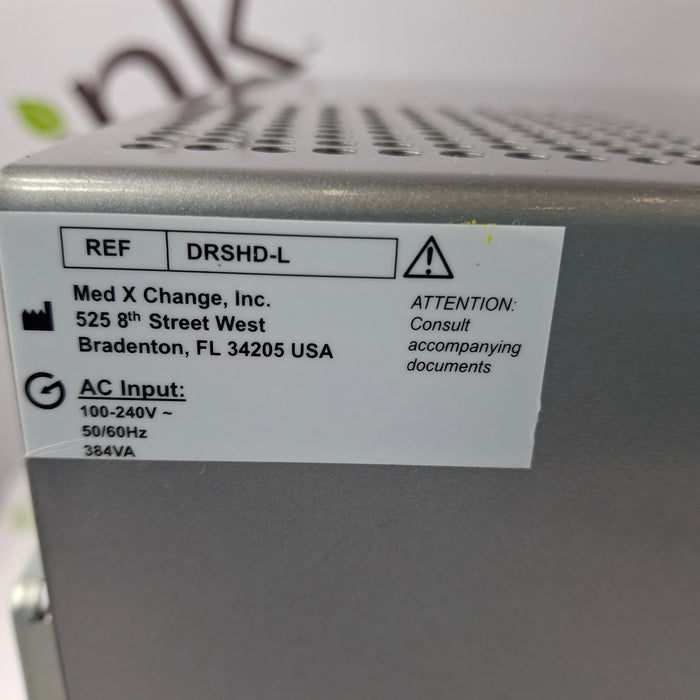 nk
REF DRSHD-L
Med X Change, Inc.
525 8th Street West
Bradenton, FL 34205 USA
ATTENTION:
Consult
accompanying
documents
AC Input:
100-240V ~
50/60Hz
384VA